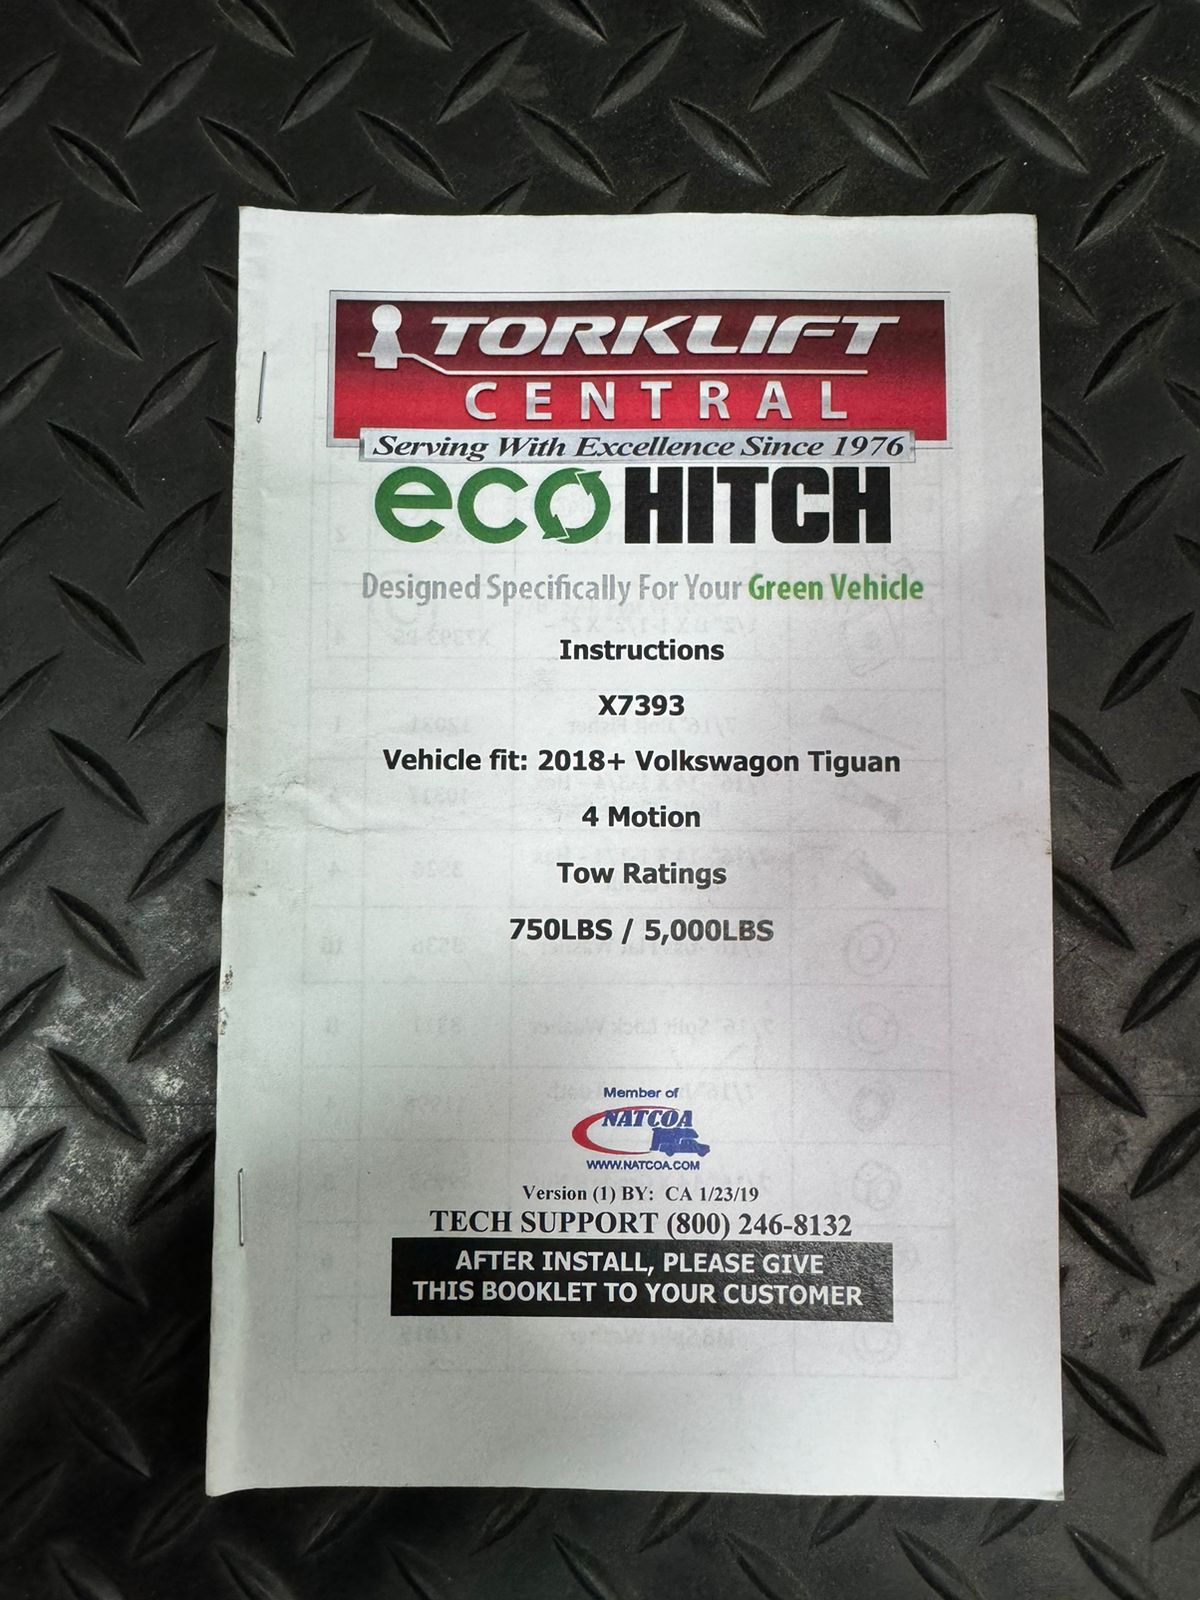 TORKLIFT
CENTRAL
Serving With Excellence Since 1976
eco HITCH
Designed Specifically For Your Green Vehicle
Instructions
X7393
Vehicle fit: 2018+ Volkswagon Tiguan
4 Motion
Tow Ratings
750LBS / 5,000LBS
Member of
NATCOA
WWW.NATCOA.COM
Version (1) BY: CA 1/23/19
TECH SUPPORT (800) 246-8132
AFTER INSTALL, PLEASE GIVE
THIS BOOKLET TO YOUR CUSTOMER